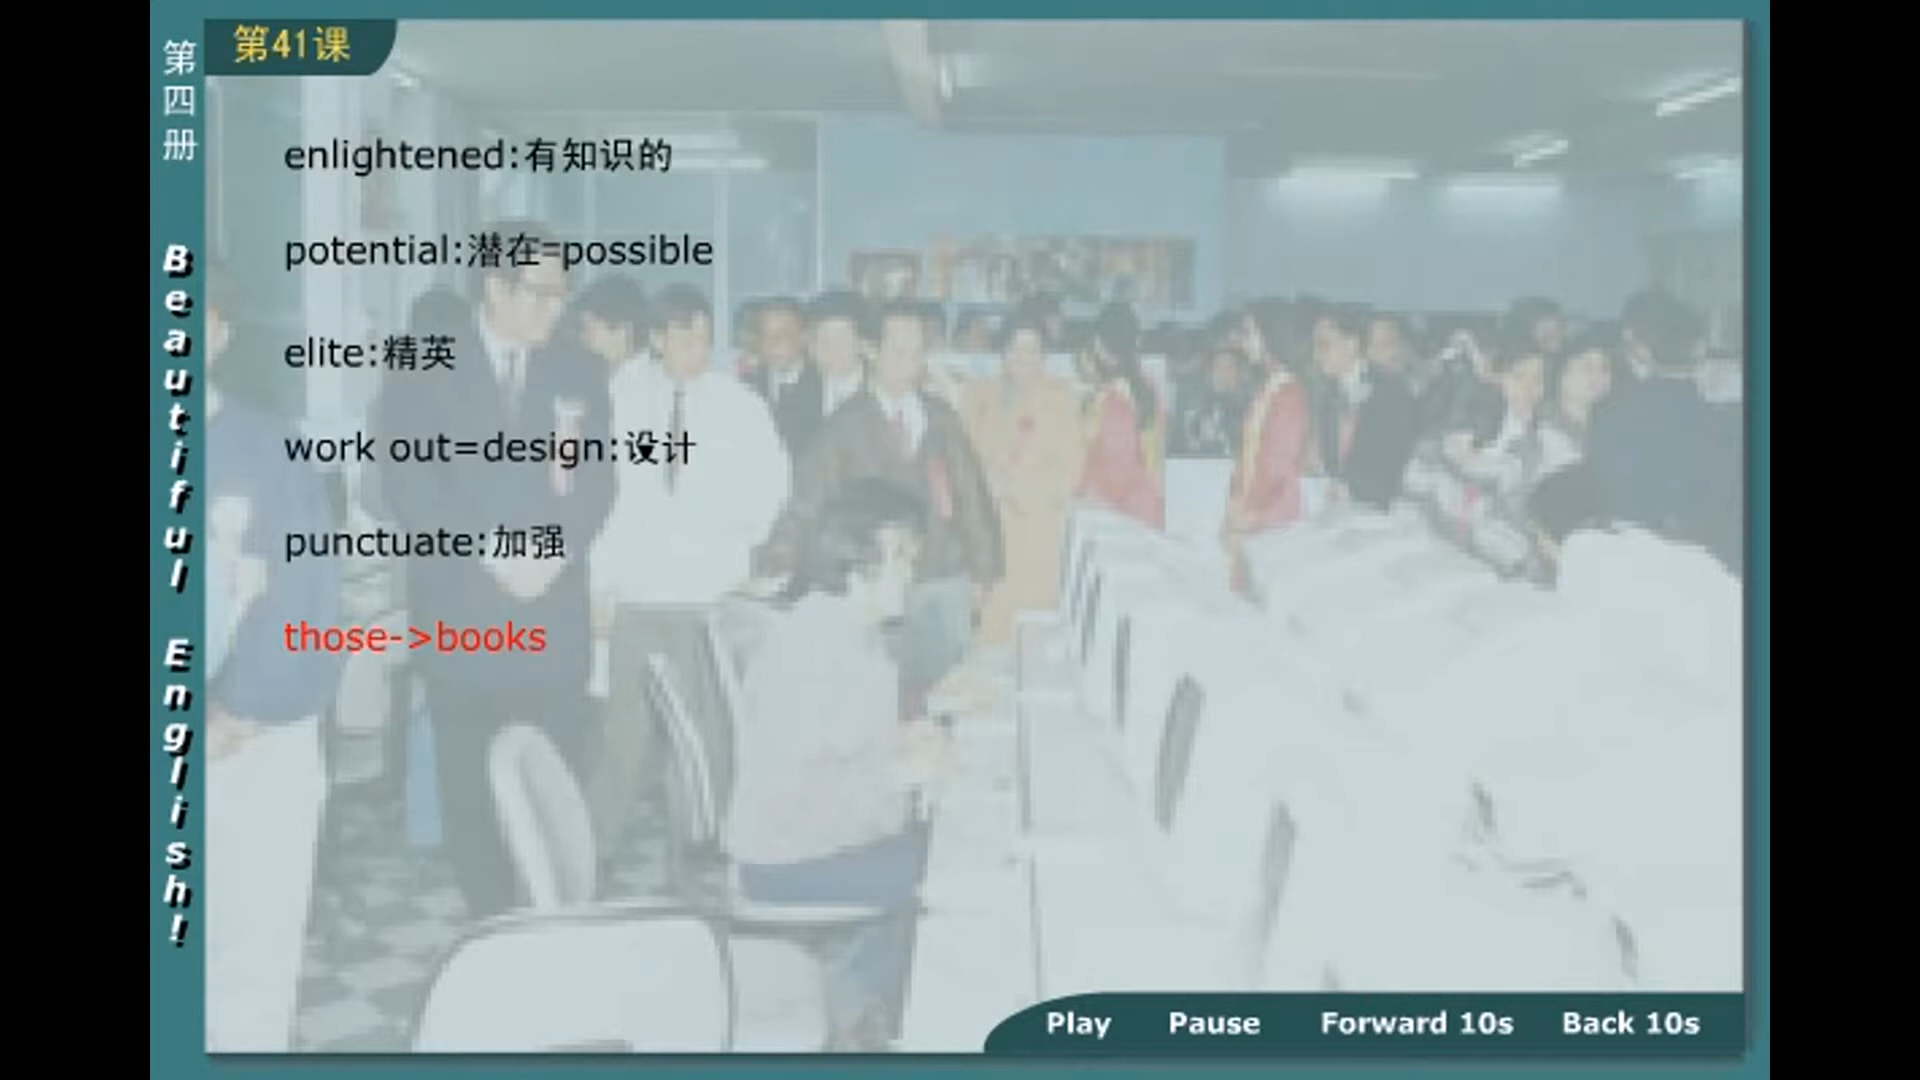 第四册 Beautiful English!
第41课
enlightened:有知识的
potential:潜在=possible
elite:精英
work out=design:设计
punctuate:加强
those->books
Play Pause Forward 10s Back 10s